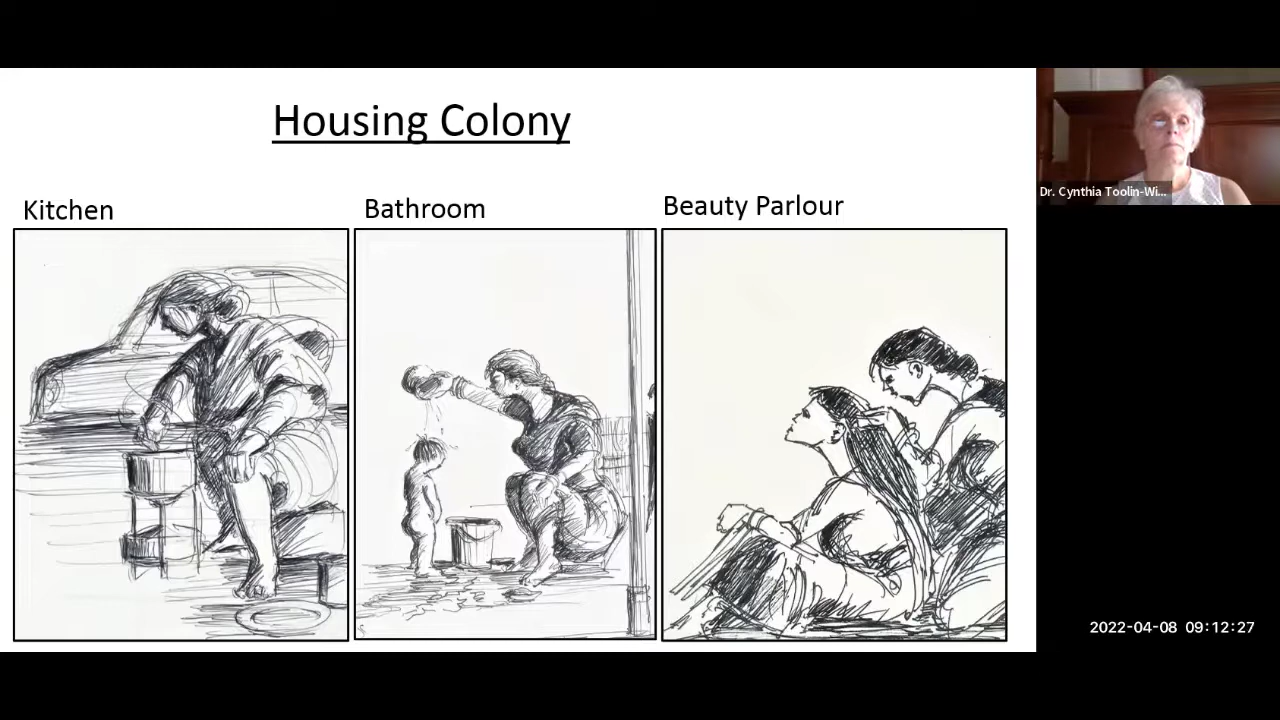 Housing Colony
Kitchen
Bathroom
Beauty Parlour
Dr. Cynthia Toolin-Wi...
2022-04-08 09:12:27